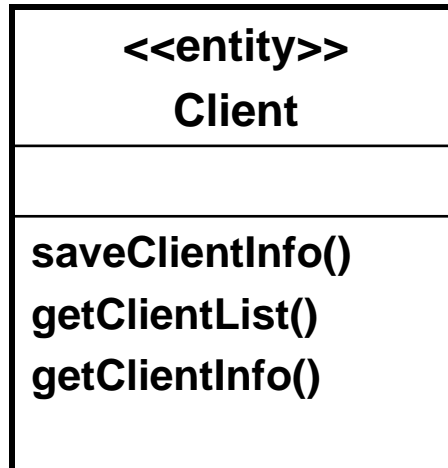 <<entity>>
Client
saveClientInfo()
getClientList()
getClientInfo()